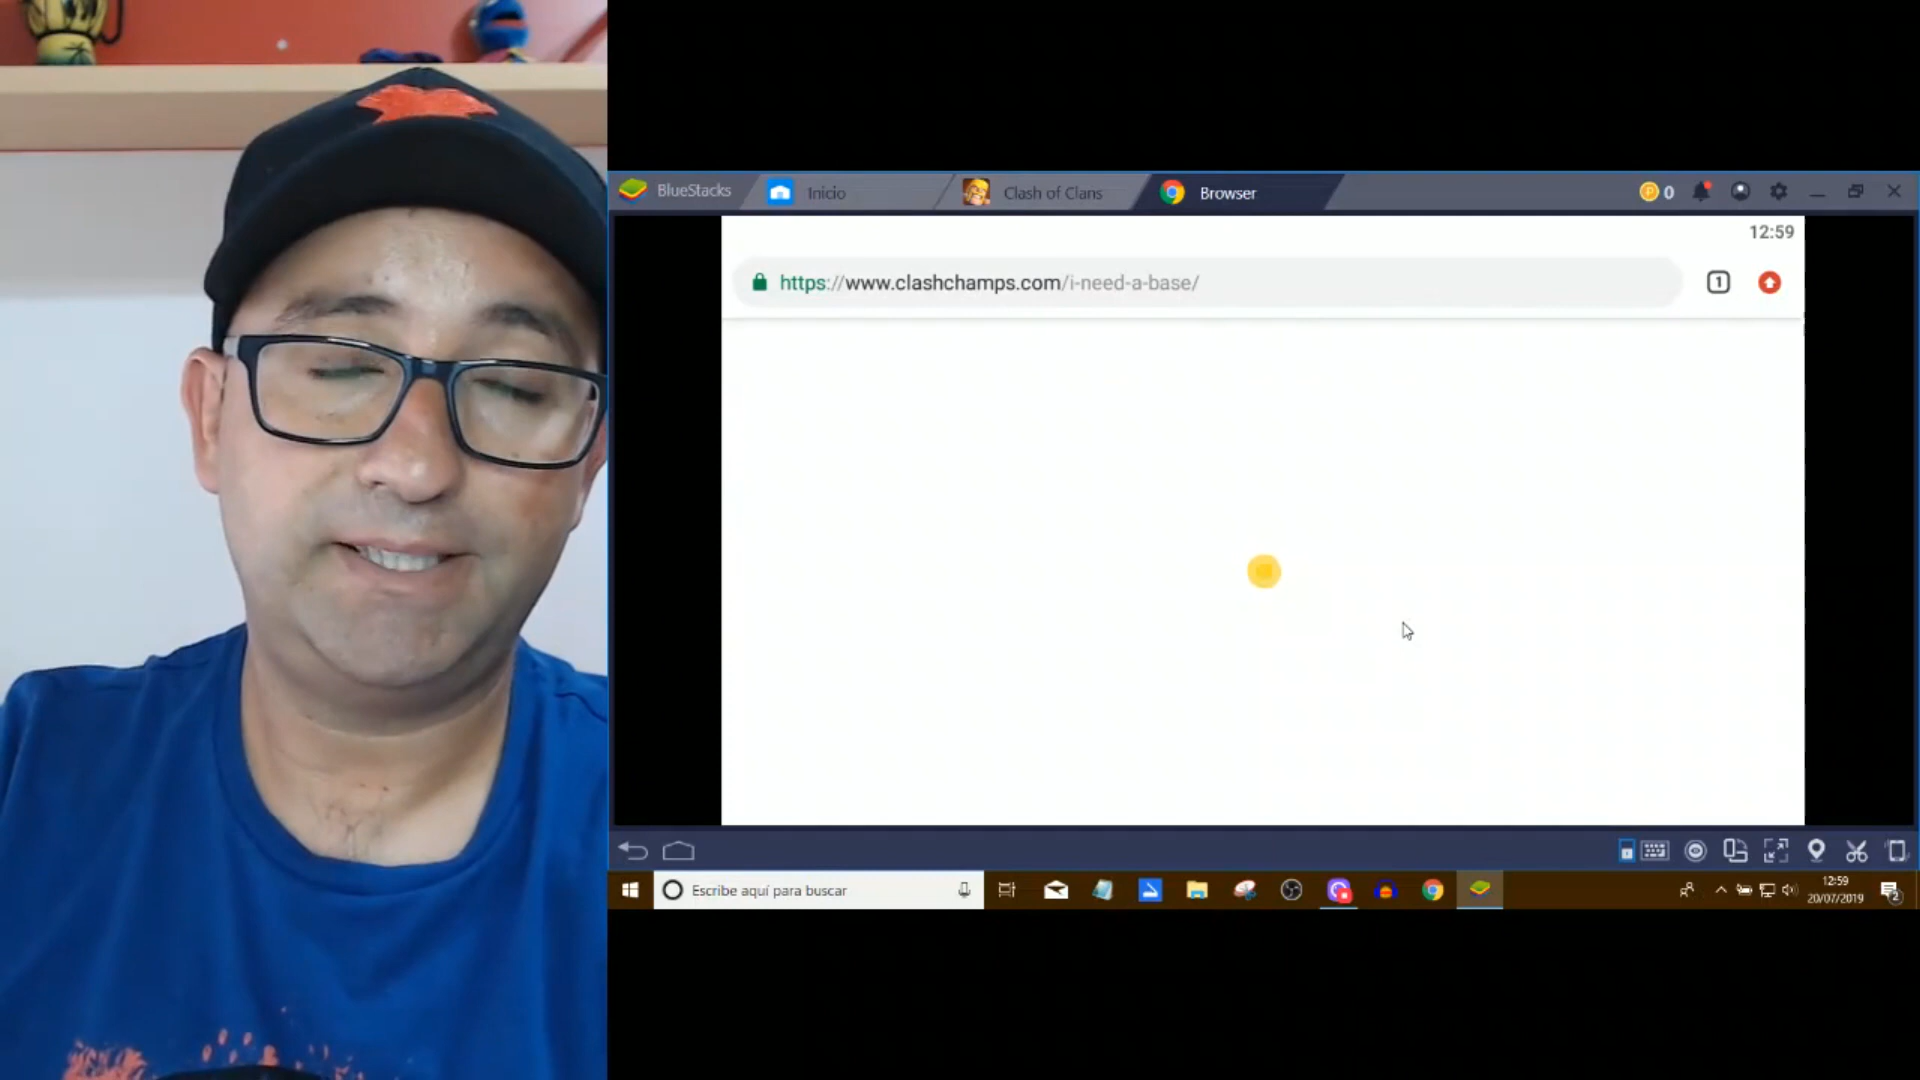 BlueStacks
Inicio
Clash of Clans
Browser
0
12:59
https://www.clashchamps.com/i-need-a-base/
1
Escribe aquí para buscar
12:59
20/07/2019
2